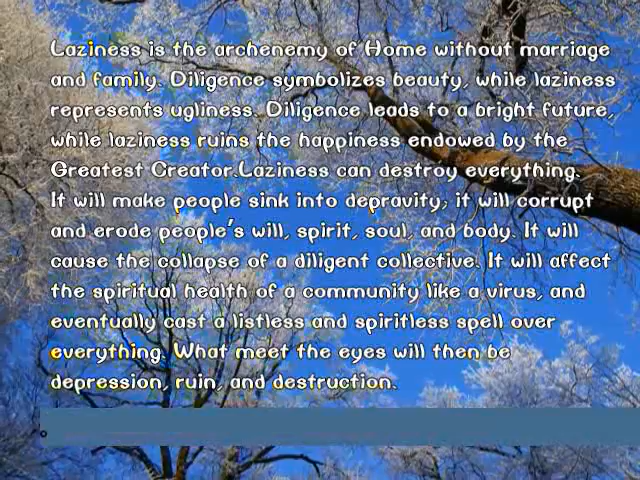 Laziness is the archenemy of Home without marriage
and family. Diligence symbolizes beauty, while laziness
represents ugliness. Diligence leads to a bright future,
while laziness ruins the happiness endowed by the
Greatest Creator.Laziness can destroy everything.
It will make people sink into depravity; it will corrupt
and erode people's will, spirit, soul, and body. It will
cause the collapse of a diligent collective. It will affect
the spiritual health of a community like a virus, and
eventually cast a listless and spiritless spell over
everything. What meet the eyes will then be
depression, ruin, and destruction.